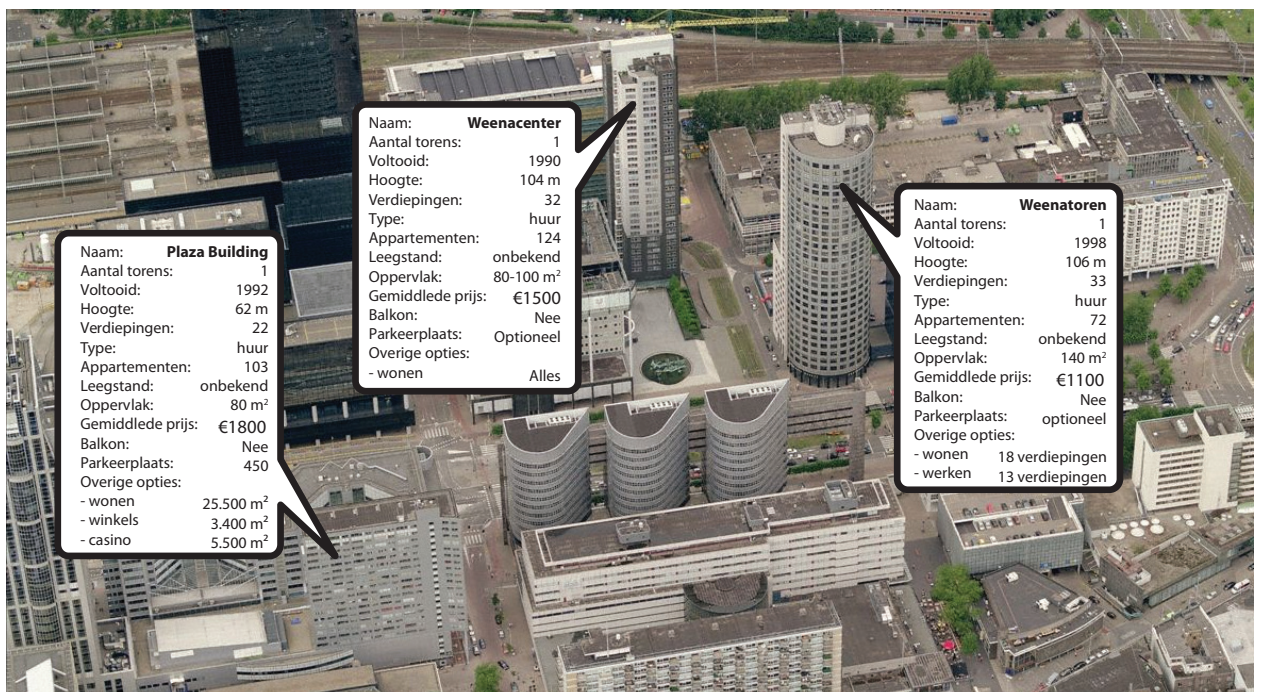 Naam: Plaza Building
Aantal torens: 1
Voltooid: 1992
Hoogte: 62 m
Verdiepingen: 22
Type: huur
Appartementen: 103
Leegstand: onbekend
Oppervlak: 80 m²
Gemiddlede prijs: €1800
Balkon: Nee
Parkeerplaats: 450
Overige opties:
- wonen 25.500 m²
- winkels 3.400 m²
- casino 5.500 m²
Naam: Weenacenter
Aantal torens: 1
Voltooid: 1990
Hoogte: 104 m
Verdiepingen: 32
Type: huur
Appartementen: 124
Leegstand: onbekend
Oppervlak: 80-100 m²
Gemiddlede prijs: €1500
Balkon: Nee
Parkeerplaats: Optioneel
Overige opties:
- wonen Alles
Naam: Weenatoren
Aantal torens: 1
Voltooid: 1998
Hoogte: 106 m
Verdiepingen: 33
Type: huur
Appartementen: 72
Leegstand: onbekend
Oppervlak: 140 m²
Gemiddlede prijs: €1100
Balkon: Nee
Parkeerplaats: optioneel
Overige opties:
- wonen 18 verdiepingen
- werken 13 verdiepingen